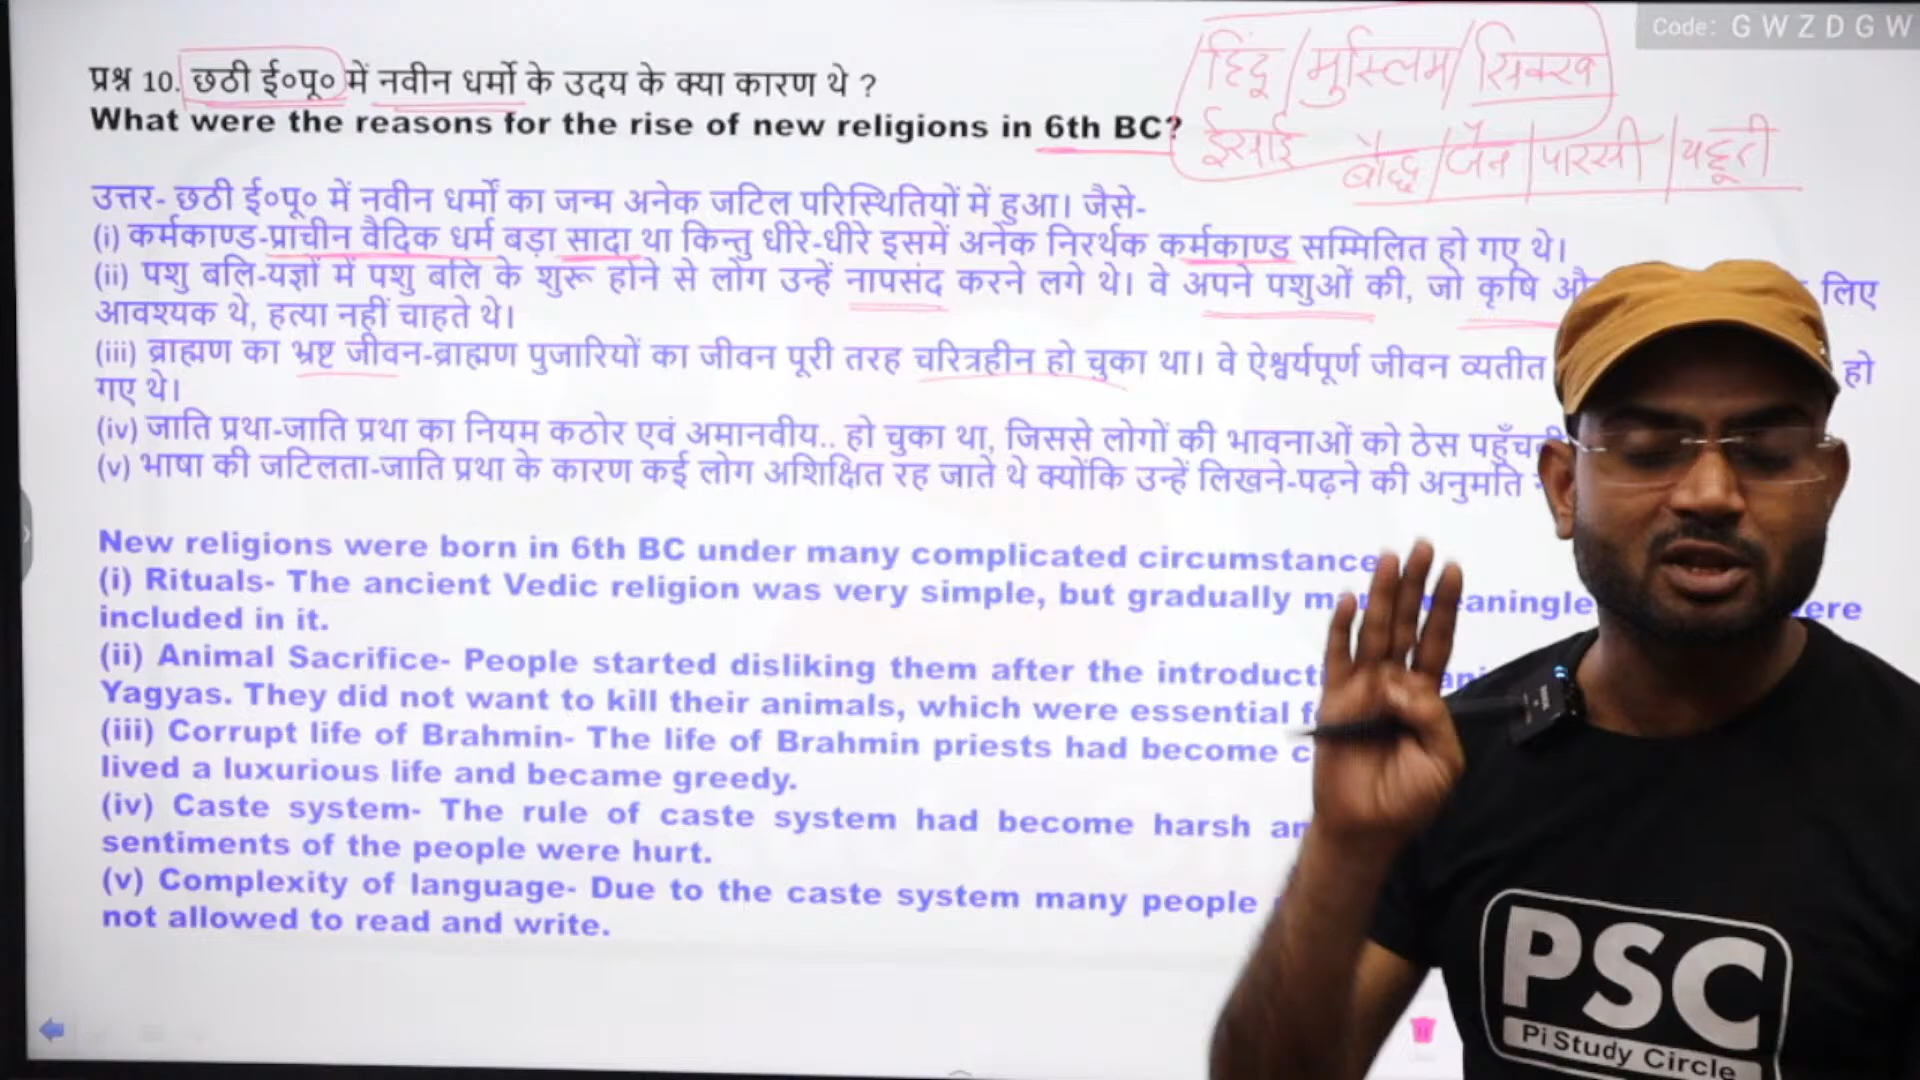 Code: G W Z D G W
हिंदू / मुस्लिम / सिक्ख
ईसाई बौद्ध / जैन / पारसी / यहूदी
प्रश्न 10. छठी ई०पू० में नवीन धर्मो के उदय के क्या कारण थे ?
What were the reasons for the rise of new religions in 6th BC?
उत्तर- छठी ई०पू० में नवीन धर्मों का जन्म अनेक जटिल परिस्थितियों में हुआ। जैसे-
(i) कर्मकाण्ड-प्राचीन वैदिक धर्म बड़ा सादा था किन्तु धीरे-धीरे इसमें अनेक निरर्थक कर्मकाण्ड सम्मिलित हो गए थे।
(ii) पशु बलि-यज्ञों में पशु बलि के शुरू होने से लोग उन्हें नापसंद करने लगे थे। वे अपने पशुओं की, जो कृषि लिए
आवश्यक थे, हत्या नहीं चाहते थे।
(iii) ब्राह्मण का भ्रष्ट जीवन-ब्राह्मण पुजारियों का जीवन पूरी तरह चरित्रहीन हो चुका था। वे ऐश्वर्यपूर्ण जीवन व्यतीत हो
गए थे।
(iv) जाति प्रथा-जाति प्रथा का नियम कठोर एवं अमानवीय.. हो चुका था, जिससे लोगों की भावनाओं को ठेस
(v) भाषा की जटिलता-जाति प्रथा के कारण कई लोग अशिक्षित रह जाते थे क्योंकि उन्हें लिखने-पढ़ने की अनुमति
New religions were born in 6th BC under many complicated
(i) Rituals- The ancient Vedic religion was very simple, but gradually
included in it.
(ii) Animal Sacrifice- People started disliking them after the
Yagyas. They did not want to kill their animals, which were essential
(iii) Corrupt life of Brahmin- The life of Brahmin priests had become
lived a luxurious life and became greedy.
(iv) Caste system- The rule of caste system had become harsh
sentiments of the people were hurt.
(v) Complexity of language- Due to the caste system many people
not allowed to read and write.
PSC
Pi Study Circle